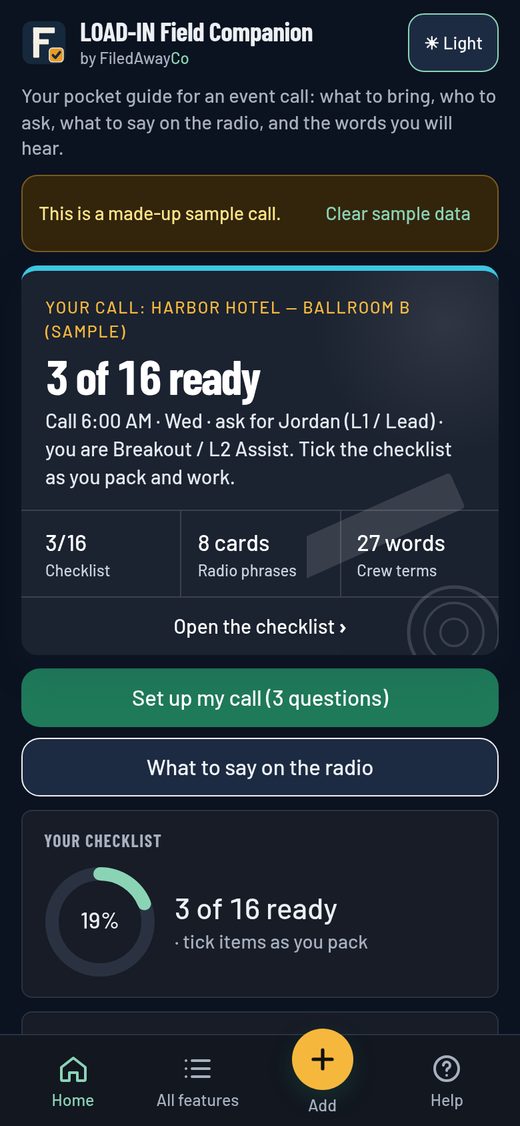 F
LOAD-IN Field Companion
by FiledAwayCo
☀ Light
Your pocket guide for an event call: what to bring, who to
ask, what to say on the radio, and the words you will
hear.
This is a made-up sample call.
Clear sample data
YOUR CALL: HARBOR HOTEL — BALLROOM B
(SAMPLE)
3 of 16 ready
Call 6:00 AM · Wed · ask for Jordan (L1 / Lead) ·
you are Breakout / L2 Assist. Tick the checklist
as you pack and work.
3/16
Checklist
8 cards
Radio phrases
27 words
Crew terms
Open the checklist ›
Set up my call (3 questions)
What to say on the radio
YOUR CHECKLIST
19%
3 of 16 ready
· tick items as you pack
Home
All features
Add
Help